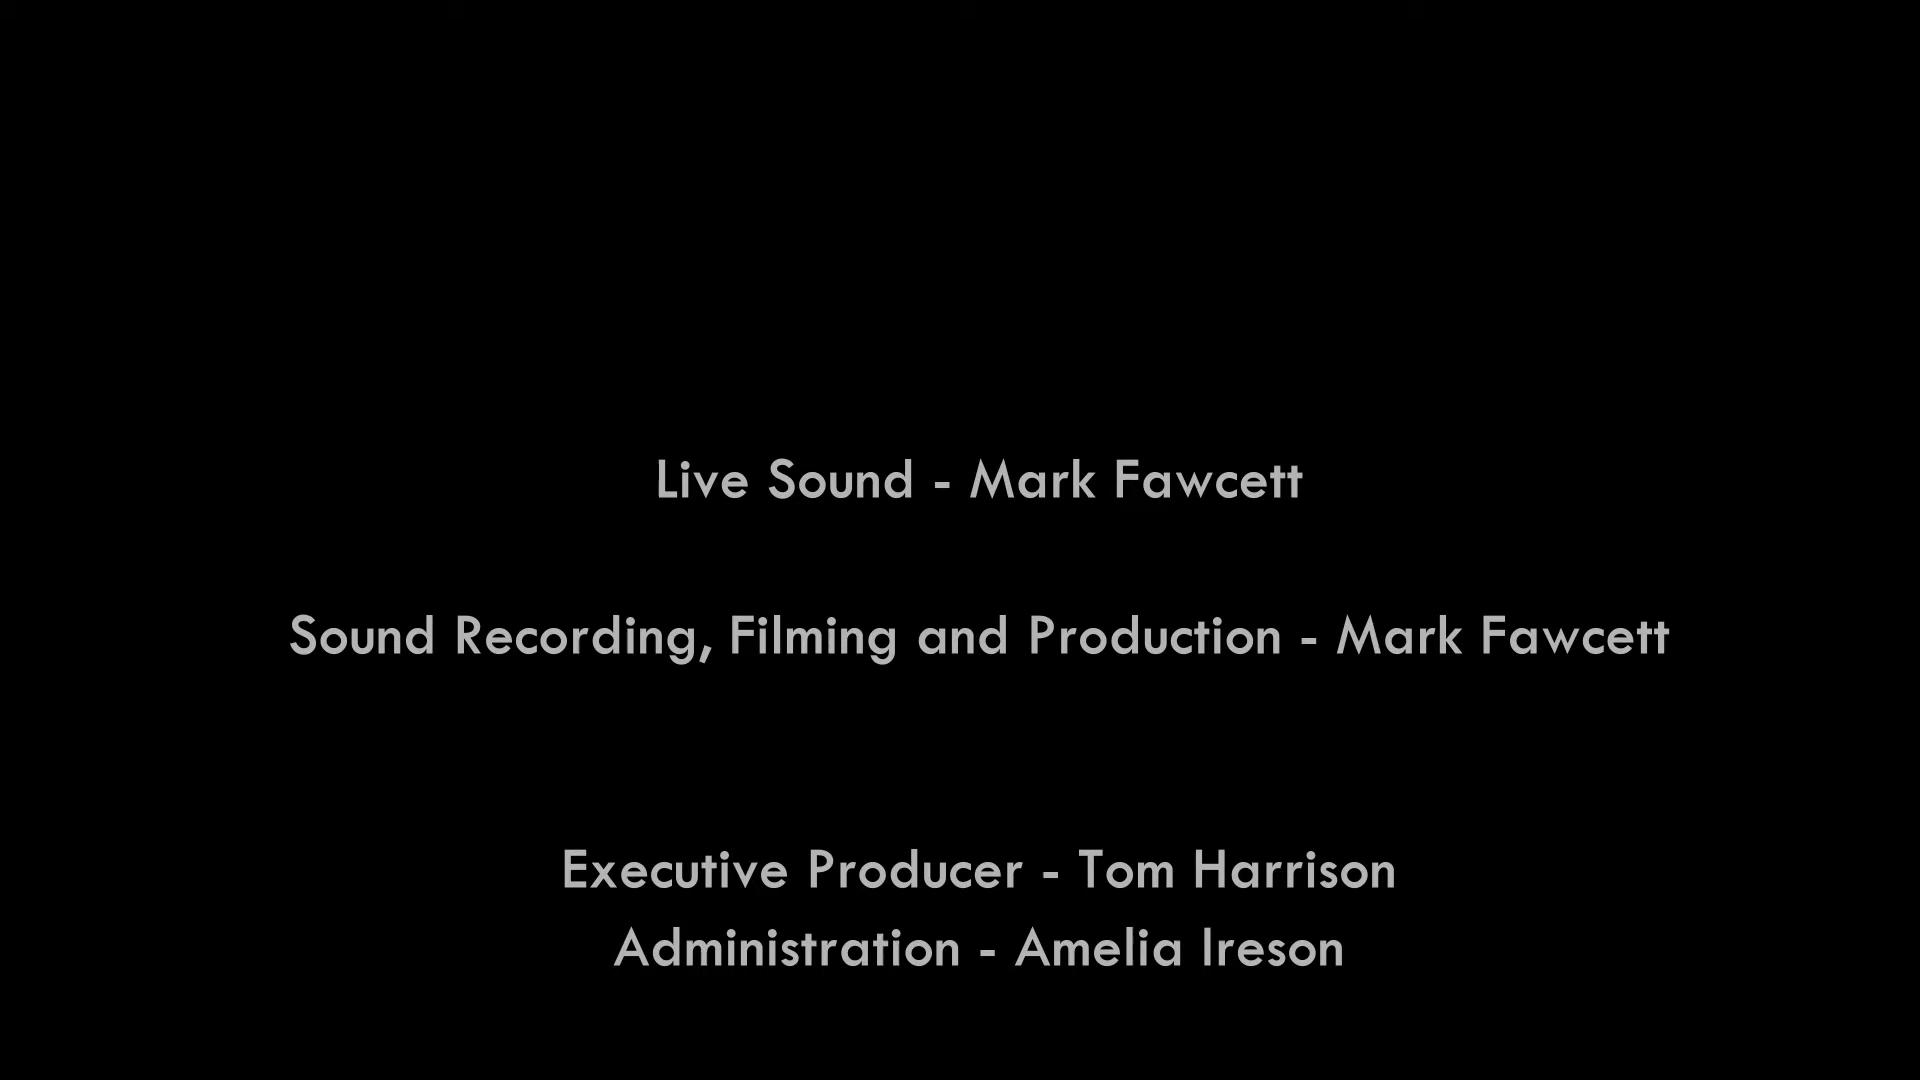 Live Sound - Mark Fawcett
Sound Recording, Filming and Production - Mark Fawcett
Executive Producer - Tom Harrison
Administration - Amelia Ireson